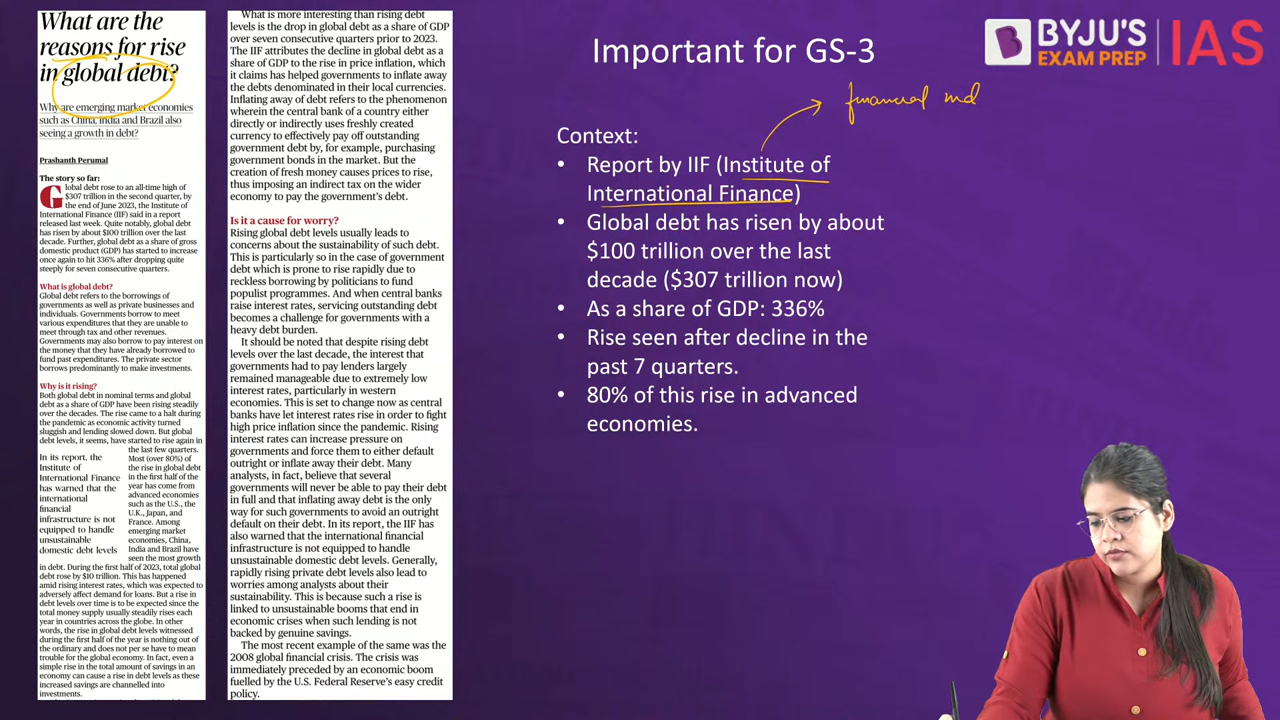 What are the
reasons for rise
in global debt?
Why are emerging market economies
such as China, India and Brazil also
seeing a growth in debt?
Prashanth Perumal
The story so far:
Global debt rose to an all-time high of
$307 trillion in the second quarter, by
the end of June 2023, the Institute of
International Finance (IIF) said in a report
released last week. Quite notably, global debt
has risen by about $100 trillion over the last
decade. Further, global debt as a share of gross
domestic product (GDP) has started to increase
once again to hit 336% after dropping quite
steeply for seven consecutive quarters.
What is global debt?
Global debt refers to the borrowings of
governments as well as private businesses and
individuals. Governments borrow to meet
various expenditures that they are unable to
meet through tax and other revenues.
Governments may also borrow to pay interest on
the money that they have already borrowed to
fund past expenditures. The private sector
borrows predominantly to make investments.
Why is it rising?
Both global debt in nominal terms and global
debt as a share of GDP have been rising steadily
over the decades. The rise came to a halt during
the pandemic as economic activity turned
sluggish and lending slowed down. But global
debt levels, it seems, have started to rise again in
the last few quarters.
Most (over 80%) of
the rise in global debt
in the first half of the
year has come from
advanced economies
such as the U.S., the
U.K., Japan, and
France. Among
emerging market
economies, China,
India and Brazil have
seen the most growth
In its report, the
Institute of
International Finance
has warned that the
international
financial
infrastructure is not
equipped to handle
unsustainable
domestic debt levels
in debt. During the first half of 2023, total global
debt rose by $10 trillion. This has happened
amid rising interest rates, which was expected to
adversely affect demand for loans. But a rise in
debt levels over time is to be expected since the
total money supply usually steadily rises each
year in countries across the globe. In other
words, the rise in global debt levels witnessed
during the first half of the year is nothing out of
the ordinary and does not per se have to mean
trouble for the global economy. In fact, even a
simple rise in the total amount of savings in an
economy can cause a rise in debt levels as these
increased savings are channelled into
investments.
What is more interesting than rising debt
levels is the drop in global debt as a share of GDP
over seven consecutive quarters prior to 2023.
The IIF attributes the decline in global debt as a
share of GDP to the rise in price inflation, which
it claims has helped governments to inflate away
the debts denominated in their local currencies.
Inflating away of debt refers to the phenomenon
wherein the central bank of a country either
directly or indirectly uses freshly created
currency to effectively pay off outstanding
government debt by, for example, purchasing
government bonds in the market. But the
creation of fresh money causes prices to rise,
thus imposing an indirect tax on the wider
economy to pay the government's debt.
Is it a cause for worry?
Rising global debt levels usually leads to
concerns about the sustainability of such debt.
This is particularly so in the case of government
debt which is prone to rise rapidly due to
reckless borrowing by politicians to fund
populist programmes. And when central banks
raise interest rates, servicing outstanding debt
becomes a challenge for governments with a
heavy debt burden.
It should be noted that despite rising debt
levels over the last decade, the interest that
governments had to pay lenders largely
remained manageable due to extremely low
interest rates, particularly in western
economies. This is set to change now as central
banks have let interest rates rise in order to fight
high price inflation since the pandemic. Rising
interest rates can increase pressure on
governments and force them to either default
outright or inflate away their debt. Many
analysts, in fact, believe that several
governments will never be able to pay their debt
in full and that inflating away debt is the only
way for such governments to avoid an outright
default on their debt. In its report, the IIF has
also warned that the international financial
infrastructure is not equipped to handle
unsustainable domestic debt levels. Generally,
rapidly rising private debt levels also lead to
worries among analysts about their
sustainability. This is because such a rise is
linked to unsustainable booms that end in
economic crises when such lending is not
backed by genuine savings.
The most recent example of the same was the
2008 global financial crisis. The crisis was
immediately preceded by an economic boom
fuelled by the U.S. Federal Reserve's easy credit
policy.
Important for GS-3
financial ind
Context:
• Report by IIF (Institute of
International Finance)
• Global debt has risen by about
$100 trillion over the last
decade ($307 trillion now)
• As a share of GDP: 336%
• Rise seen after decline in the
past 7 quarters.
• 80% of this rise in advanced
economies.
BYJU'S
EXAM PREP
IAS